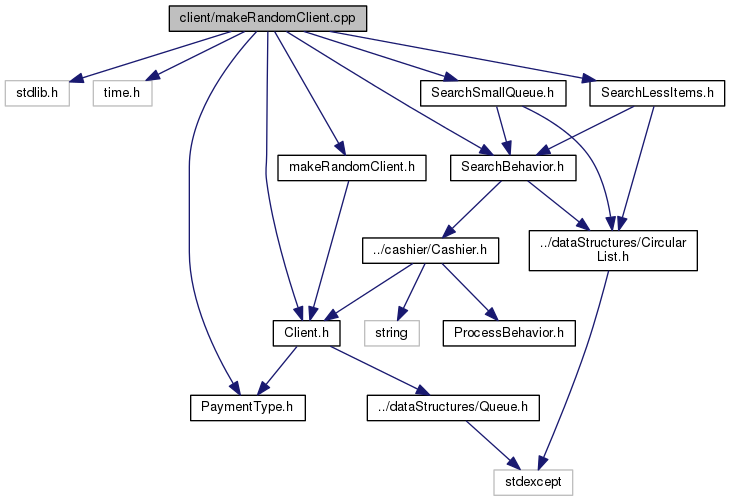 client/makeRandomClient.cpp
stdlib.h
time.h
SearchSmallQueue.h
SearchLessItems.h
makeRandomClient.h
SearchBehavior.h
../cashier/Cashier.h
../dataStructures/Circular
List.h
Client.h
string
ProcessBehavior.h
PaymentType.h
../dataStructures/Queue.h
stdexcept